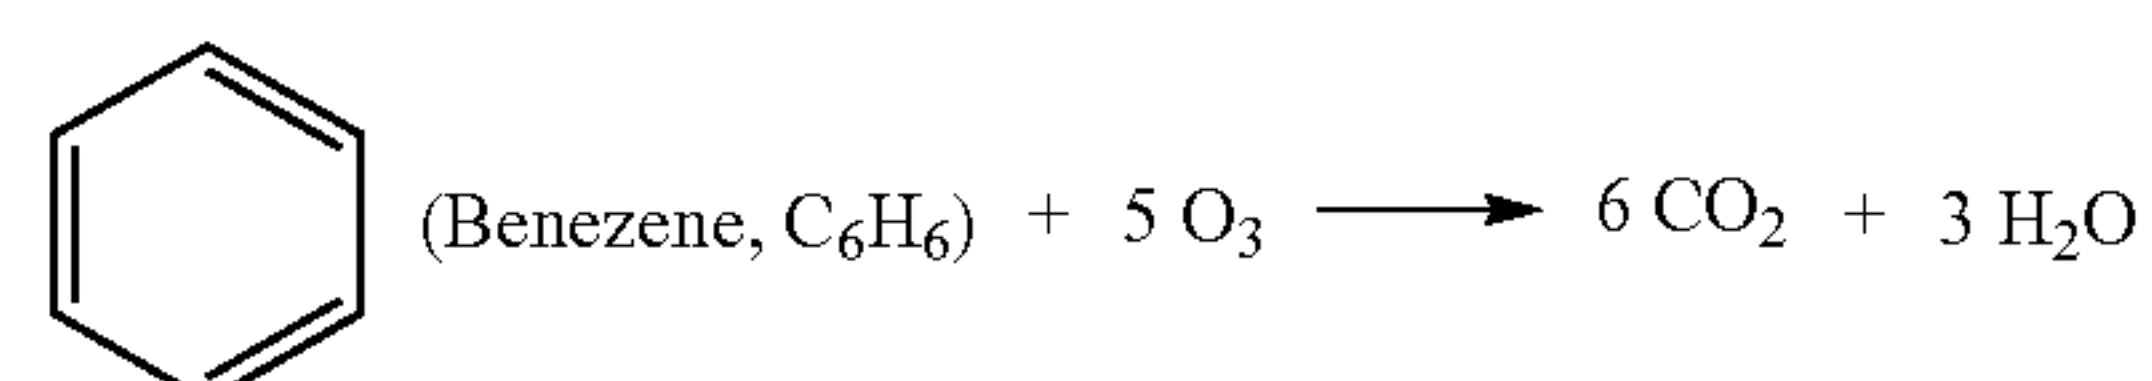 (Benezene, C₆H₆) + 5 O₃ ⟶ 6 CO₂ + 3 H₂O